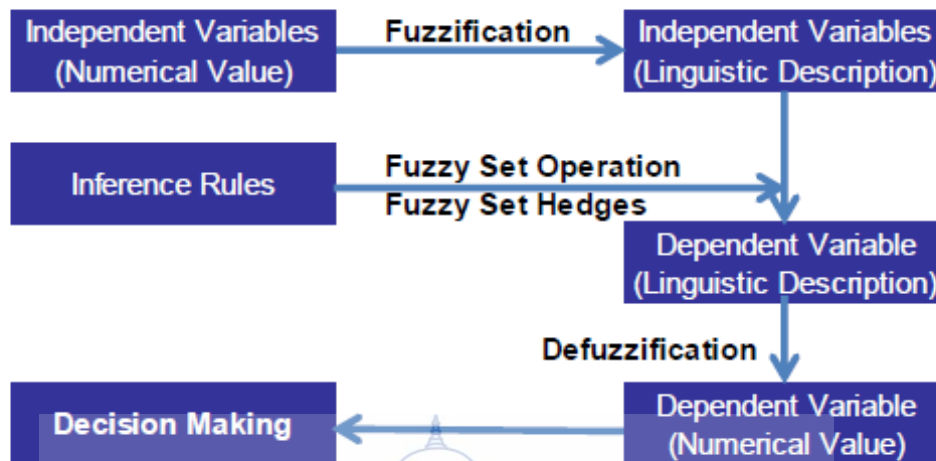 Independent Variables
(Numerical Value)
Fuzzification
Independent Variables
(Linguistic Description)
Inference Rules
Fuzzy Set Operation
Fuzzy Set Hedges
Dependent Variable
(Linguistic Description)
Defuzzification
Decision Making
Dependent Variable
(Numerical Value)